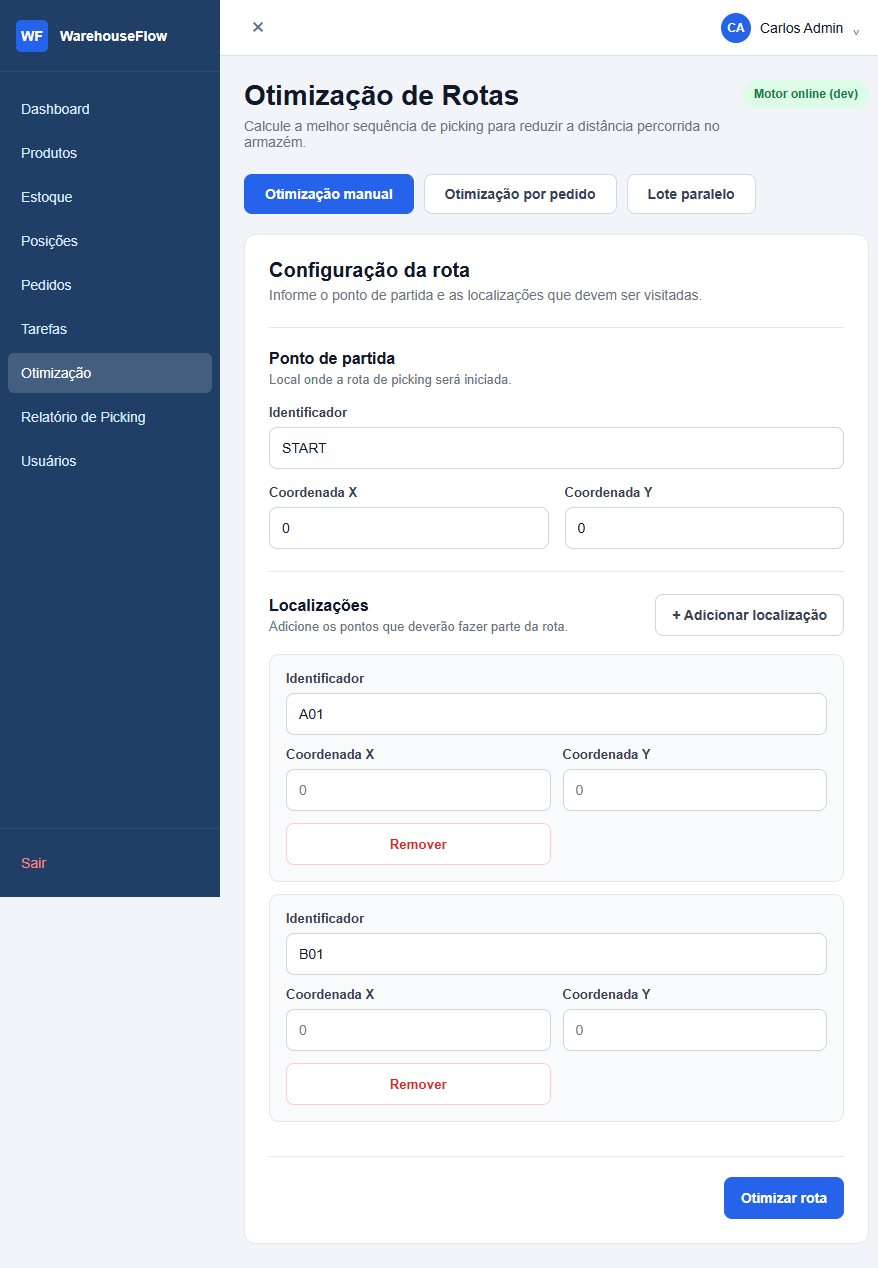 WF WarehouseFlow
Dashboard
Produtos
Estoque
Posições
Pedidos
Tarefas
Otimização
Relatório de Picking
Usuários
Sair
✕
CA Carlos Admin v
Otimização de Rotas
Motor online (dev)
Calcule a melhor sequência de picking para reduzir a distância percorrida no
armazém.
Otimização manual Otimização por pedido Lote paralelo
Configuração da rota
Informe o ponto de partida e as localizações que devem ser visitadas.
Ponto de partida
Local onde a rota de picking será iniciada.
Identificador
START
Coordenada X Coordenada Y
0 0
Localizações
Adicione os pontos que deverão fazer parte da rota.
+ Adicionar localização
Identificador
A01
Coordenada X Coordenada Y
0 0
Remover
Identificador
B01
Coordenada X Coordenada Y
0 0
Remover
Otimizar rota